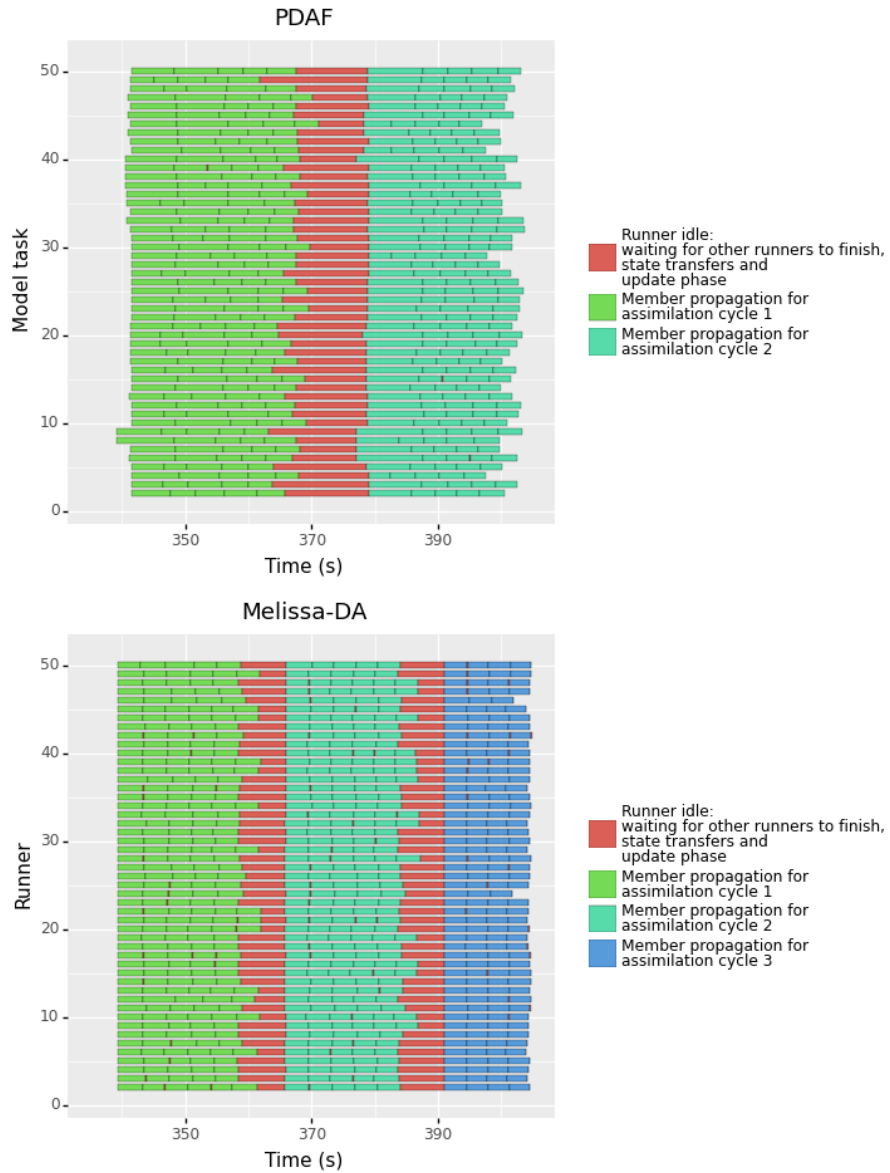 PDAF
50
40
30
20
10
0
Model task
350
370
390
Time (s)
Runner idle:
waiting for other runners to finish,
state transfers and
update phase
Member propagation for
assimilation cycle 1
Member propagation for
assimilation cycle 2
Melissa-DA
50
40
30
20
10
0
Runner
350
370
390
Time (s)
Runner idle:
waiting for other runners to finish,
state transfers and
update phase
Member propagation for
assimilation cycle 1
Member propagation for
assimilation cycle 2
Member propagation for
assimilation cycle 3